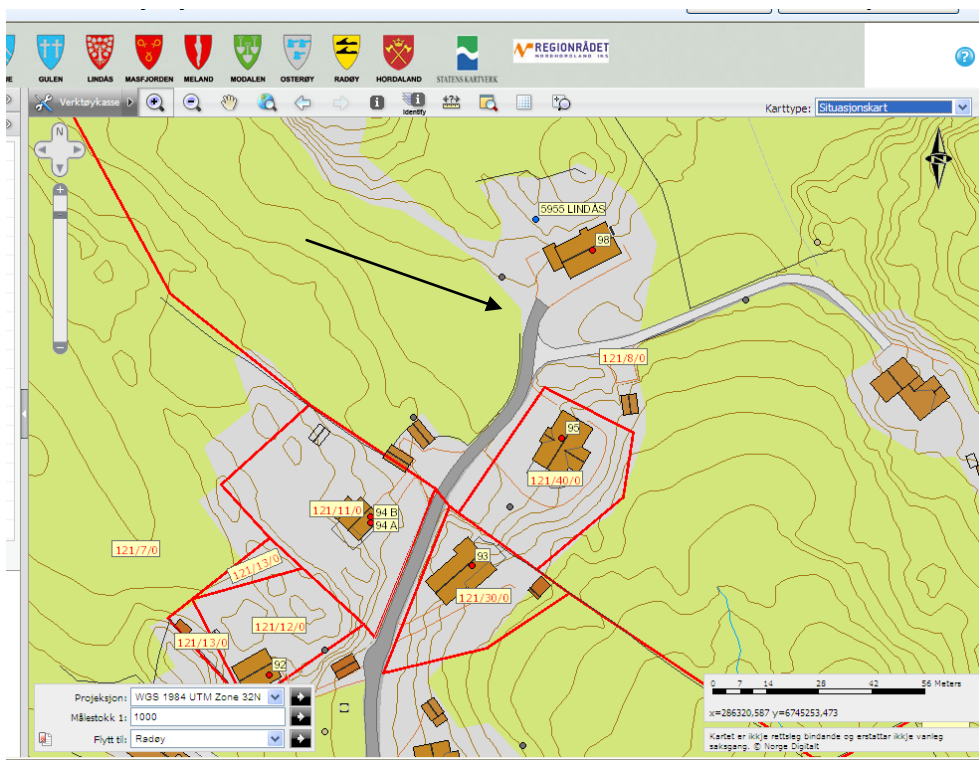 GULEN LINDÅS MASFJORDEN MELAND MODALEN OSTERØY RADØY HORDALAND STATENS KARTVERK
REGIONRÅDET
NORDHORDLAND IKS
Verktøykasse
Identify
Karttype: Situasjonskart
N
N
5955 LINDÅS
98
121/8/0
95
121/40/0
121/11/0
94 B
94 A
93
121/7/0
121/13/0
121/30/0
121/12/0
121/13/0
92
Projeksjon: WGS 1984 UTM Zone 32N
Målestokk 1: 1000
Flytt til: Radøy
0 7 14 28 42 56 Meters
x=286320,587 y=6745253,473
Kartet er ikkje rettsleg bindande og erstattar ikkje vanleg
saksgang. © Norge Digitalt